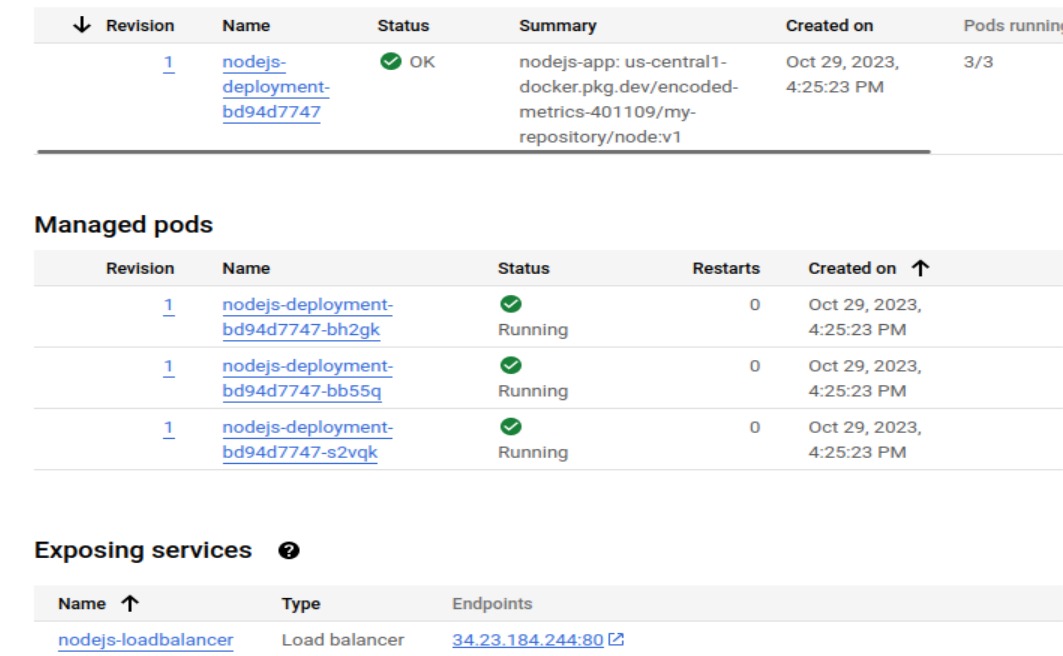 Revision Name Status Summary Created on Pods running
1 nodejs- OK nodejs-app: us-central1- Oct 29, 2023, 3/3
deployment- docker.pkg.dev/encoded- 4:25:23 PM
bd94d7747 metrics-401109/my-
repository/node:v1
Managed pods
Revision Name Status Restarts Created on
1 nodejs-deployment- 0 Oct 29, 2023,
bd94d7747-bh2gk Running 4:25:23 PM
1 nodejs-deployment- 0 Oct 29, 2023,
bd94d7747-bb55q Running 4:25:23 PM
1 nodejs-deployment- 0 Oct 29, 2023,
bd94d7747-s2vqk Running 4:25:23 PM
Exposing services ?
Name Type Endpoints
nodejs-loadbalancer Load balancer 34.23.184.244:80